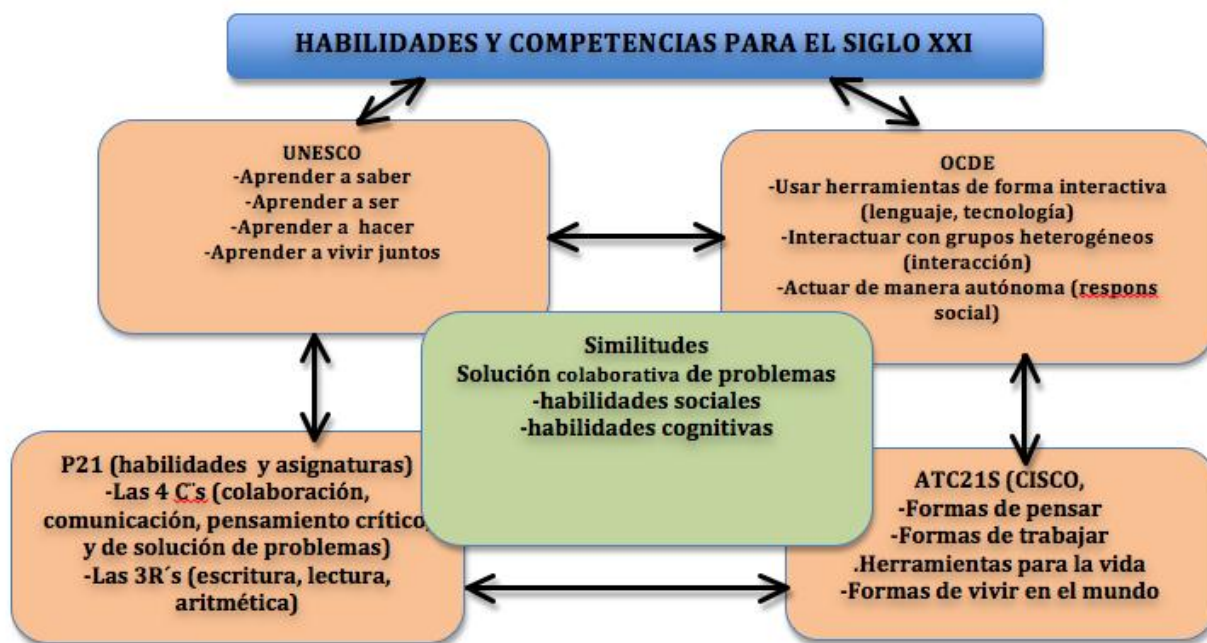 HABILIDADES Y COMPETENCIAS PARA EL SIGLO XXI
UNESCO
-Aprender a saber
-Aprender a ser
-Aprender a hacer
-Aprender a vivir juntos
OCDE
-Usar herramientas de forma interactiva
(lenguaje, tecnología)
-Interactuar con grupos heterogéneos
(interacción)
-Actuar de manera autónoma (respons
social)
Similitudes
Solución colaborativa de problemas
-habilidades sociales
-habilidades cognitivas
P21 (habilidades y asignaturas)
-Las 4 C¨s (colaboración,
comunicación, pensamiento crítico,
y de solución de problemas)
-Las 3R´s (escritura, lectura,
aritmética)
ATC21S (CISCO,
-Formas de pensar
-Formas de trabajar
.Herramientas para la vida
-Formas de vivir en el mundo